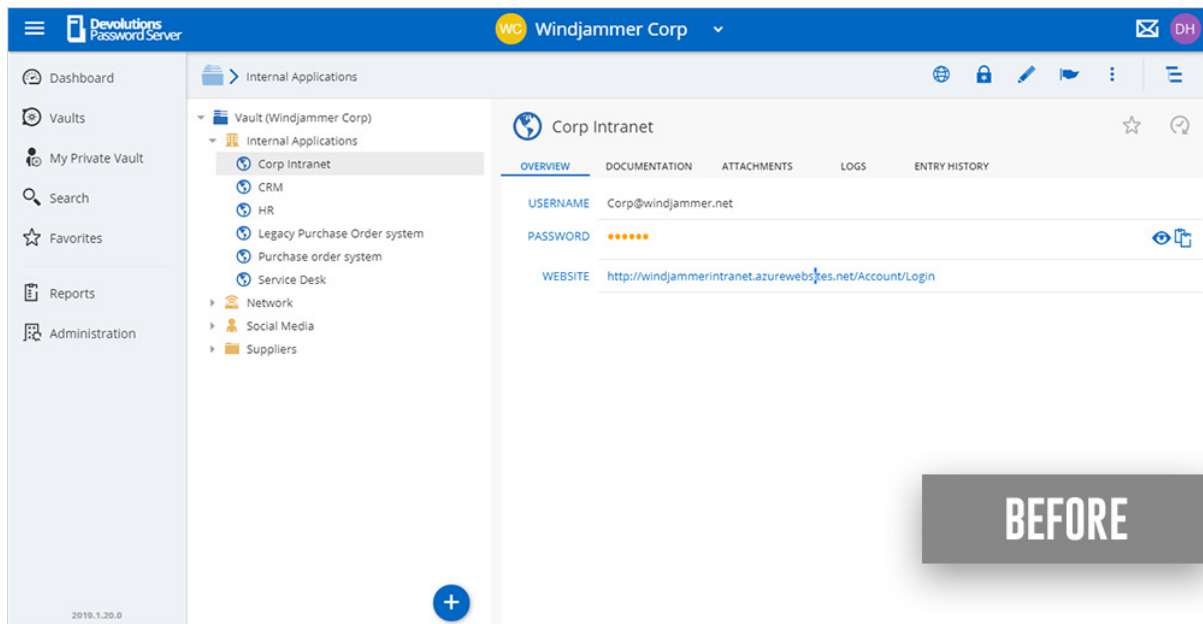 Devolutions
Password Server
WC Windjammer Corp
DH
Dashboard
Vaults
My Private Vault
Search
Favorites
Reports
Administration
2019.1.20.0
Internal Applications
Vault (Windjammer Corp)
Internal Applications
Corp Intranet
CRM
HR
Legacy Purchase Order system
Purchase order system
Service Desk
Network
Social Media
Suppliers
Corp Intranet
OVERVIEW DOCUMENTATION ATTACHMENTS LOGS ENTRY HISTORY
USERNAME Corp@windjammer.net
PASSWORD ••••••
WEBSITE http://windjammerintranet.azurewebsites.net/Account/Login
BEFORE